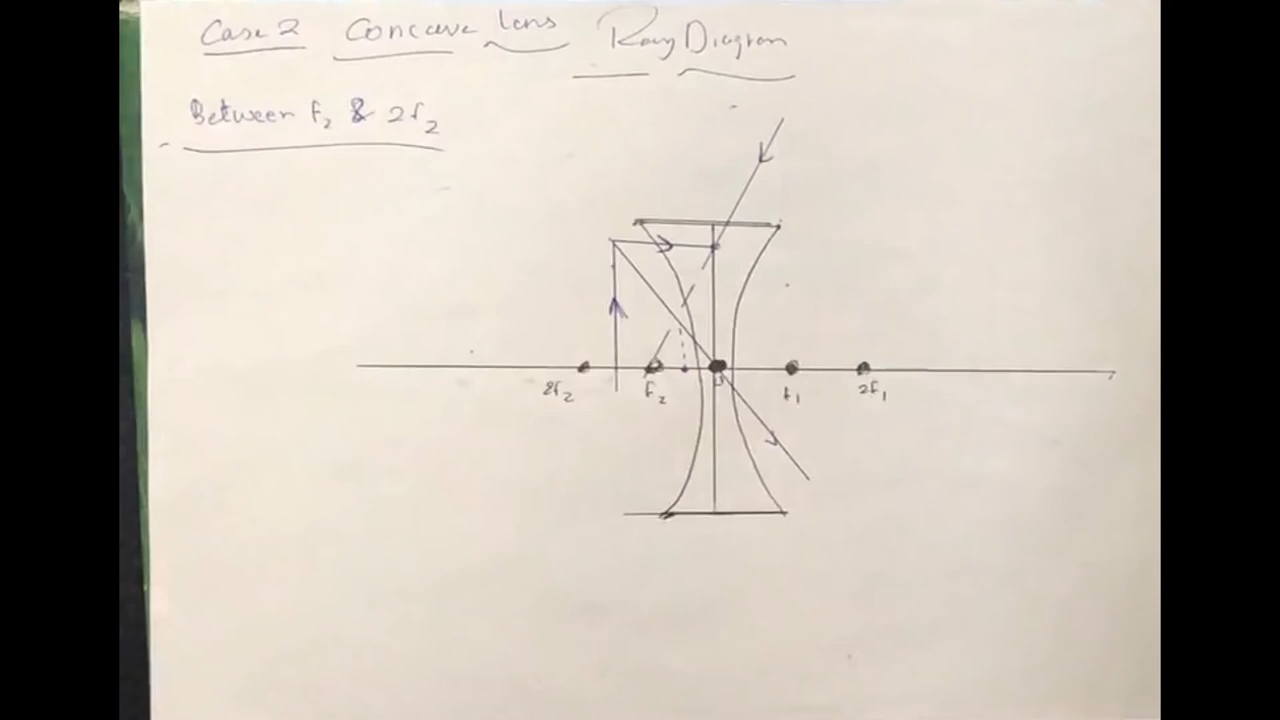 Case 2 Concave Lens Ray Diagram
Between f₂ & 2f₂
2f₂ f₂ O f₁ 2f₁